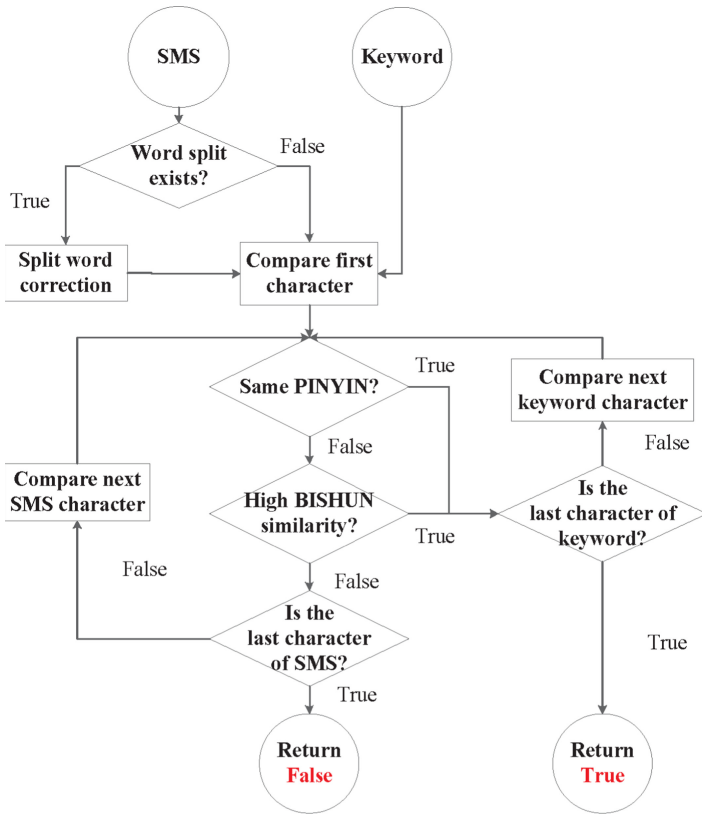 SMS
Keyword
Word split
exists?
False
True
Split word
correction
Compare first
character
True
Same PINYIN?
Compare next
keyword character
False
False
Compare next
SMS character
High BISHUN
similarity?
Is the
last character of
keyword?
True
False
False
Is the
last character
of SMS?
True
True
Return
False
Return
True